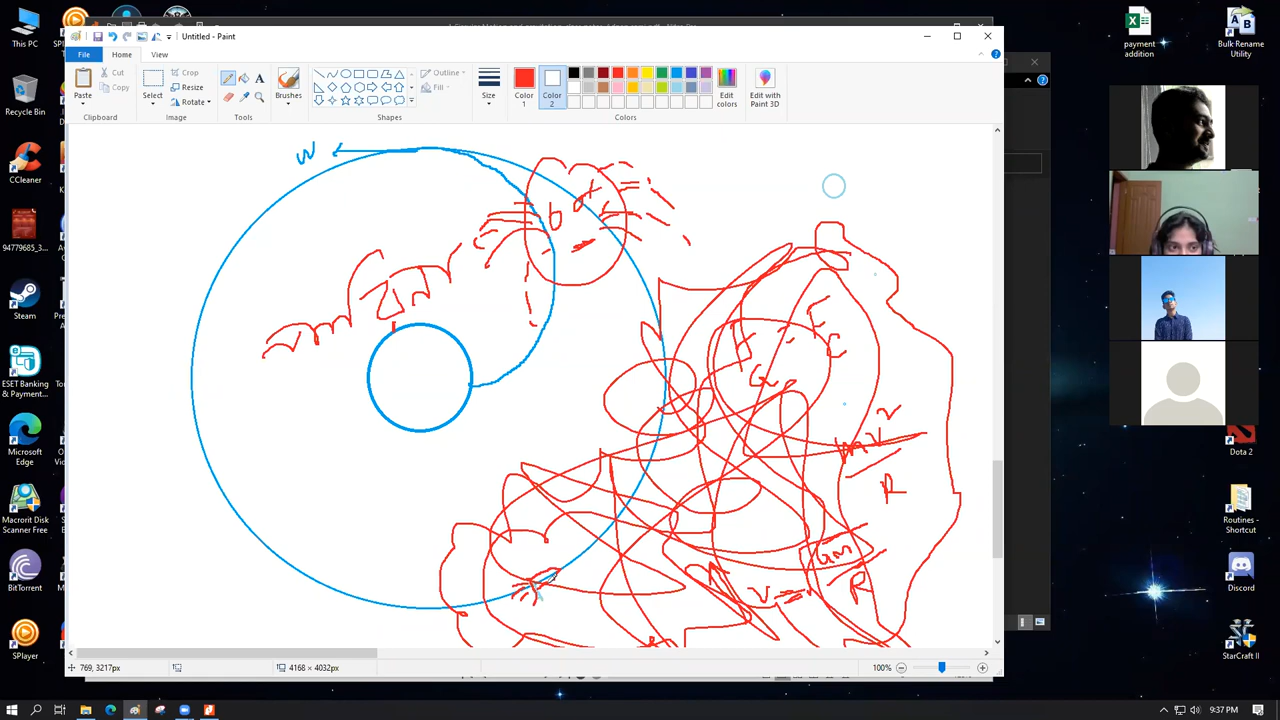 This PC
Recycle Bin
CCleaner
94779685_3...
Steam
ESET Banking
& Payment...
Microsoft
Edge
Macrorit Disk
Scanner Free
BitTorrent
SPlayer
Untitled - Paint
File
Home
View
Paste
Cut
Copy
Clipboard
Select
Crop
Resize
Rotate
Image
A
Tools
Brushes
Shapes
Outline
Fill
Size
Color
1
Color
2
Edit
colors
Colors
Edit with
Paint 3D
W
F
G
=
F
C
mv²
R
GM
R
V=
769, 3217px
4168 × 4032px
100%
payment
addition
Bulk Rename
Utility
Dota 2
Routines -
Shortcut
Discord
StarCraft II
9:37 PM